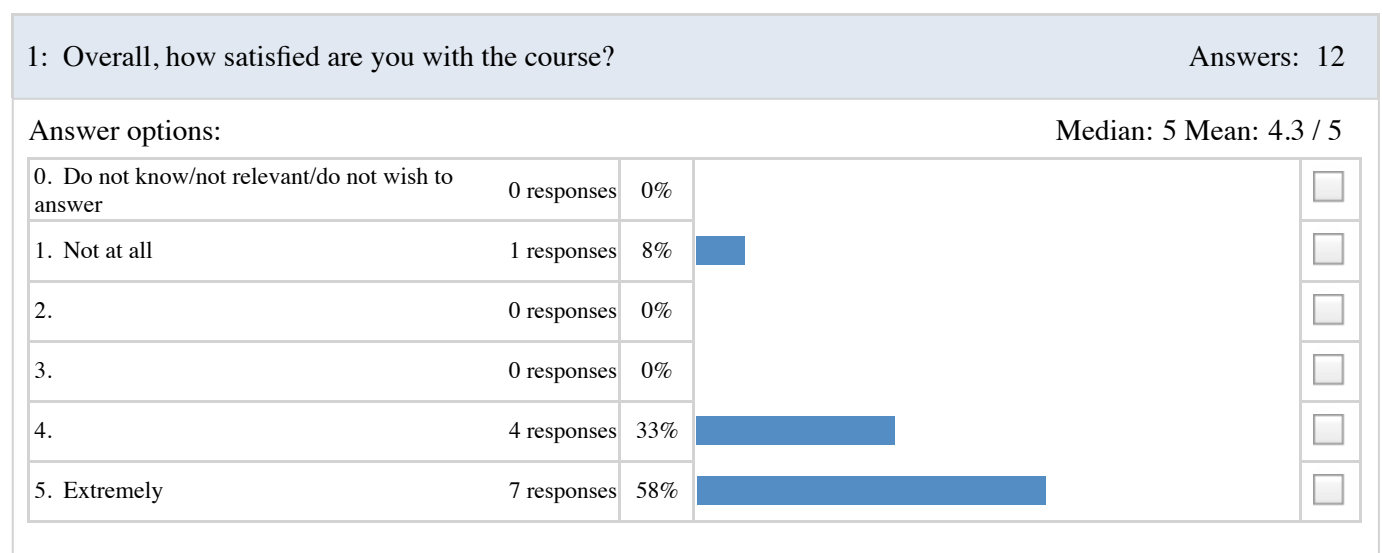 1: Overall, how satisfied are you with the course? Answers: 12
Answer options: Median: 5 Mean: 4.3 / 5
0. Do not know/not relevant/do not wish to
answer 0 responses 0%
1. Not at all 1 responses 8%
2. 0 responses 0%
3. 0 responses 0%
4. 4 responses 33%
5. Extremely 7 responses 58%